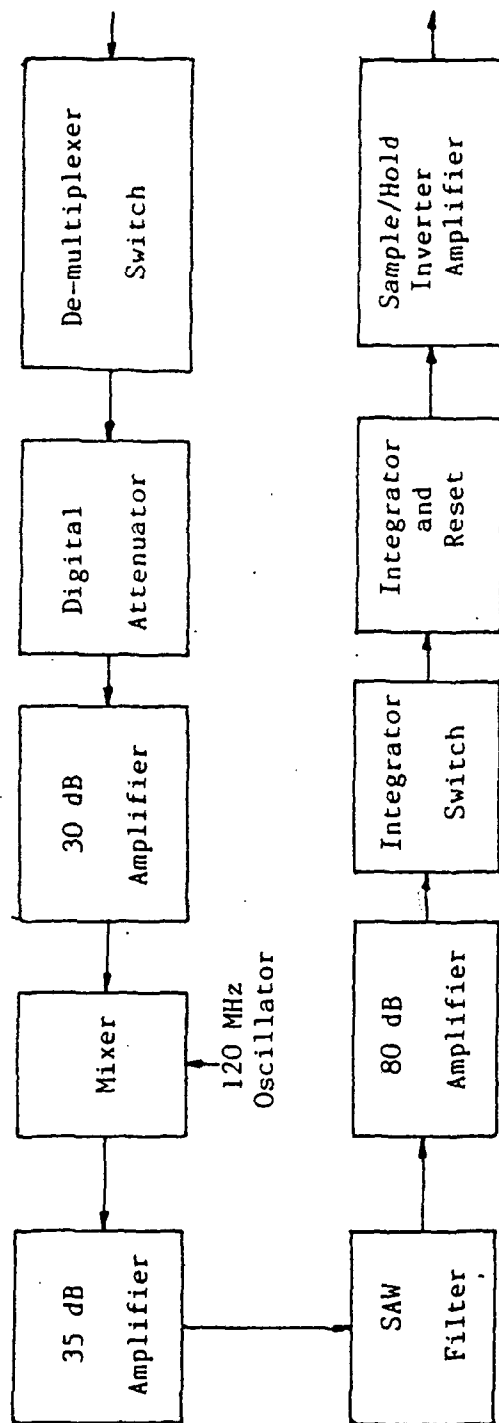 De-multiplexer
Switch
Digital
Attenuator
30 dB
Amplifier
Mixer
120 MHz
Oscillator
35 dB
Amplifier
SAW
Filter
80 dB
Amplifier
Integrator
Switch
Integrator
and
Reset
Sample/Hold
Inverter
Amplifier